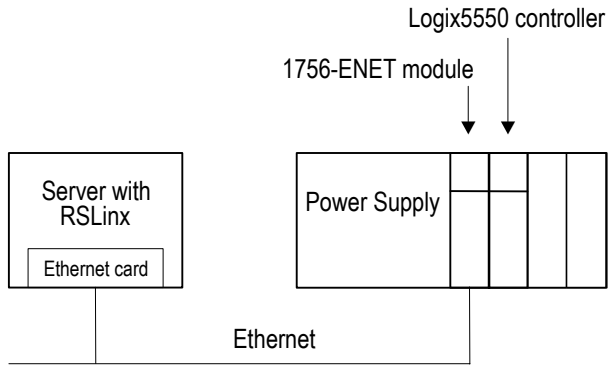 Logix5550 controller
1756-ENET module
Server with
RSLinx
Ethernet card
Power Supply
Ethernet